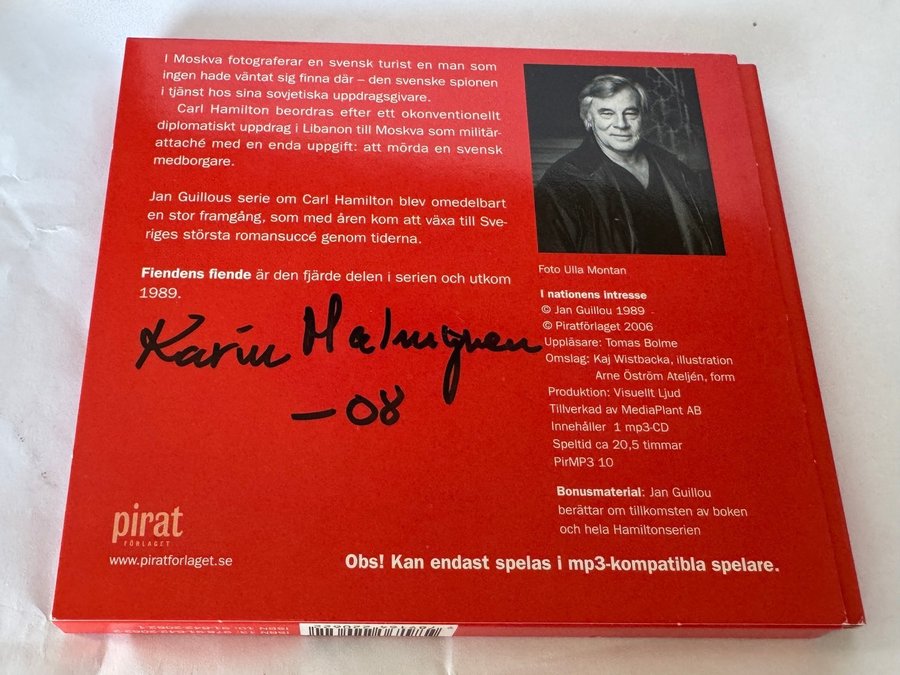 I Moskva fotograferar en svensk turist en man som
ingen hade väntat sig finna där – den svenske spionen
i tjänst hos sina sovjetiska uppdragsgivare.
Carl Hamilton beordras efter ett okonventionellt
diplomatiskt uppdrag i Libanon till Moskva som militär-
attaché med en enda uppgift: att mörda en svensk
medborgare.
Jan Guillous serie om Carl Hamilton blev omedelbart
en stor framgång, som med åren kom att växa till Sve-
riges största romansuccé genom tiderna.
Fiendens fiende är den fjärde delen i serien och utkom
1989.
Karin Malmgren
–08
pirat
FÖRLAGET
www.piratforlaget.se
Foto Ulla Montan
I nationens intresse
© Jan Guillou 1989
© Piratförlaget 2006
Uppläsare: Tomas Bolme
Omslag: Kaj Wistbacka, illustration
Arne Öström Ateljén, form
Produktion: Visuellt Ljud
Tillverkad av MediaPlant AB
Innehåller 1 mp3-CD
Speltid ca 20,5 timmar
PirMP3 10
Bonusmaterial: Jan Guillou
berättar om tillkomsten av boken
och hela Hamiltonserien
Obs! Kan endast spelas i mp3-kompatibla spelare.